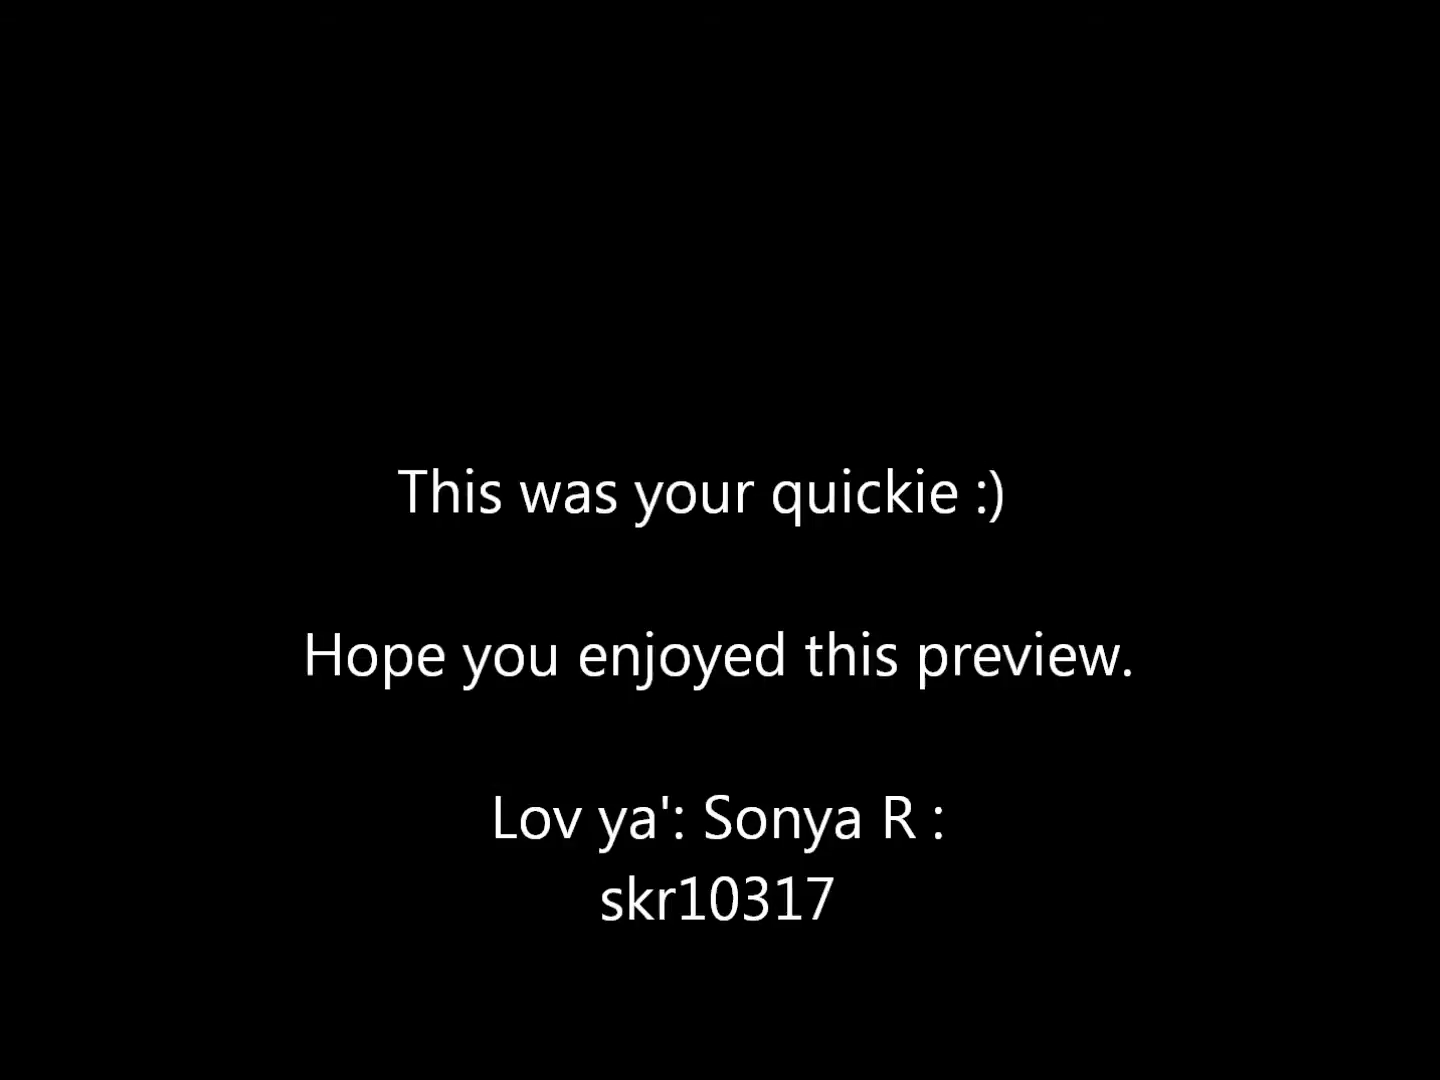 This was your quickie :)
Hope you enjoyed this preview.
Lov ya': Sonya R :
skr10317